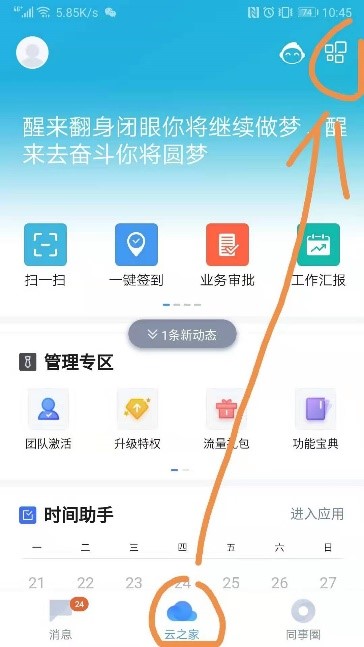 5.85K/s 74 10:45
醒来翻身闭眼你将继续做梦，醒
来去奋斗你将圆梦
扫一扫 一键签到 业务审批 工作汇报
1条新动态
管理专区
团队激活 升级特权 流量礼包 功能宝典
时间助手 进入应用
一 二 三 四 五 六 日
21 22 23 24 25 26 27
24
消息 云之家 同事圈